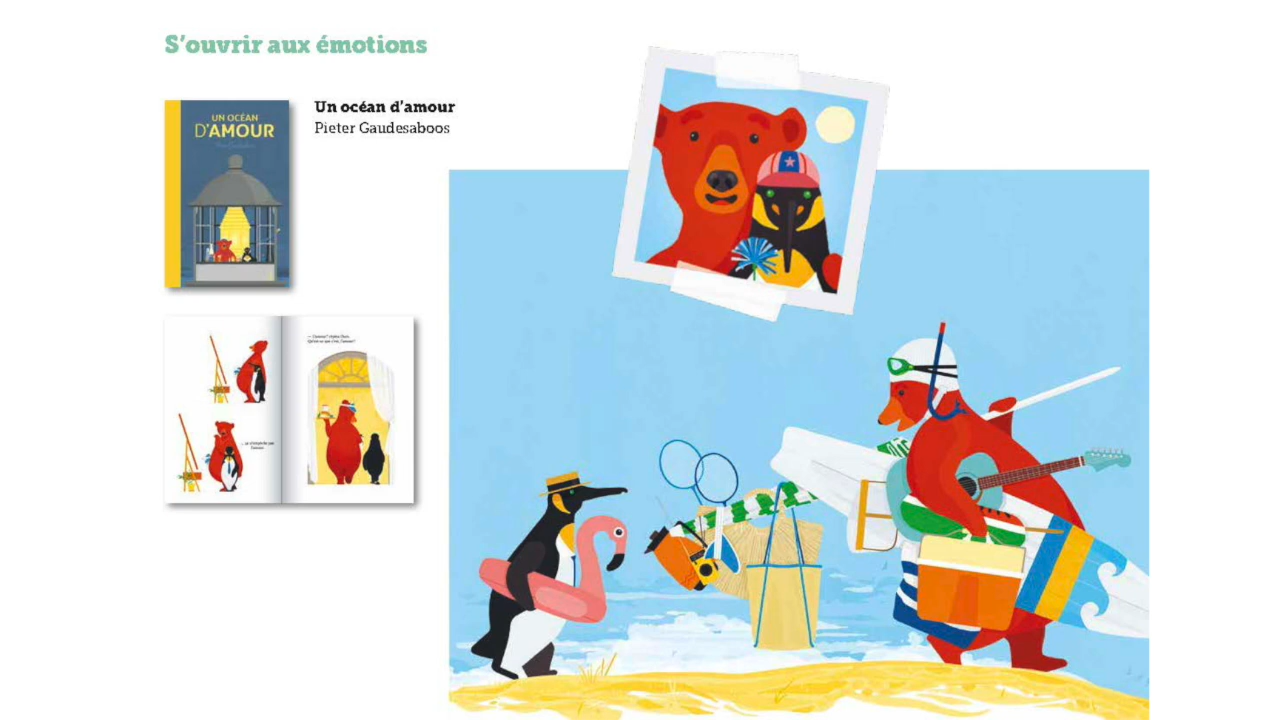 S'ouvrir aux émotions
UN OCÉAN
D'AMOUR
Un océan d'amour
Pieter Gaudesaboos